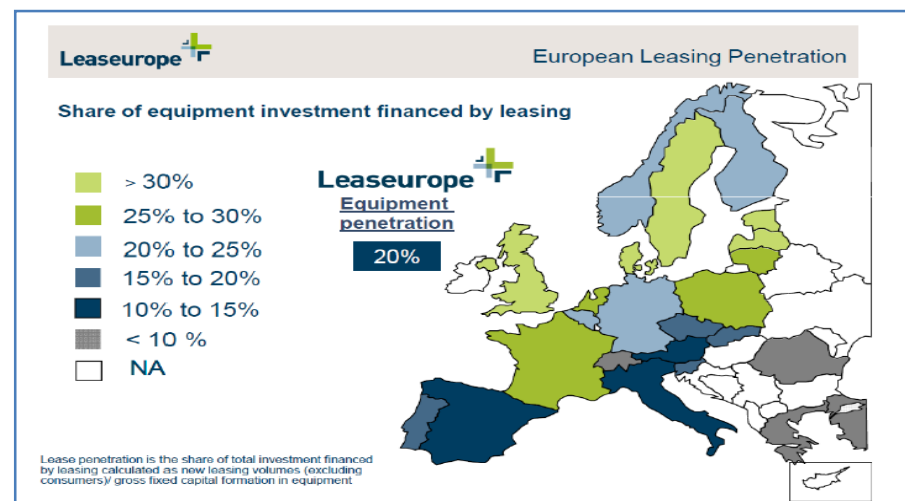 Leaseurope
European Leasing Penetration
Share of equipment investment financed by leasing
> 30%
25% to 30%
20% to 25%
15% to 20%
10% to 15%
< 10 %
NA
Leaseurope
Equipment
penetration
20%
Lease penetration is the share of total investment financed
by leasing calculated as new leasing volumes (excluding
consumers)/ gross fixed capital formation in equipment